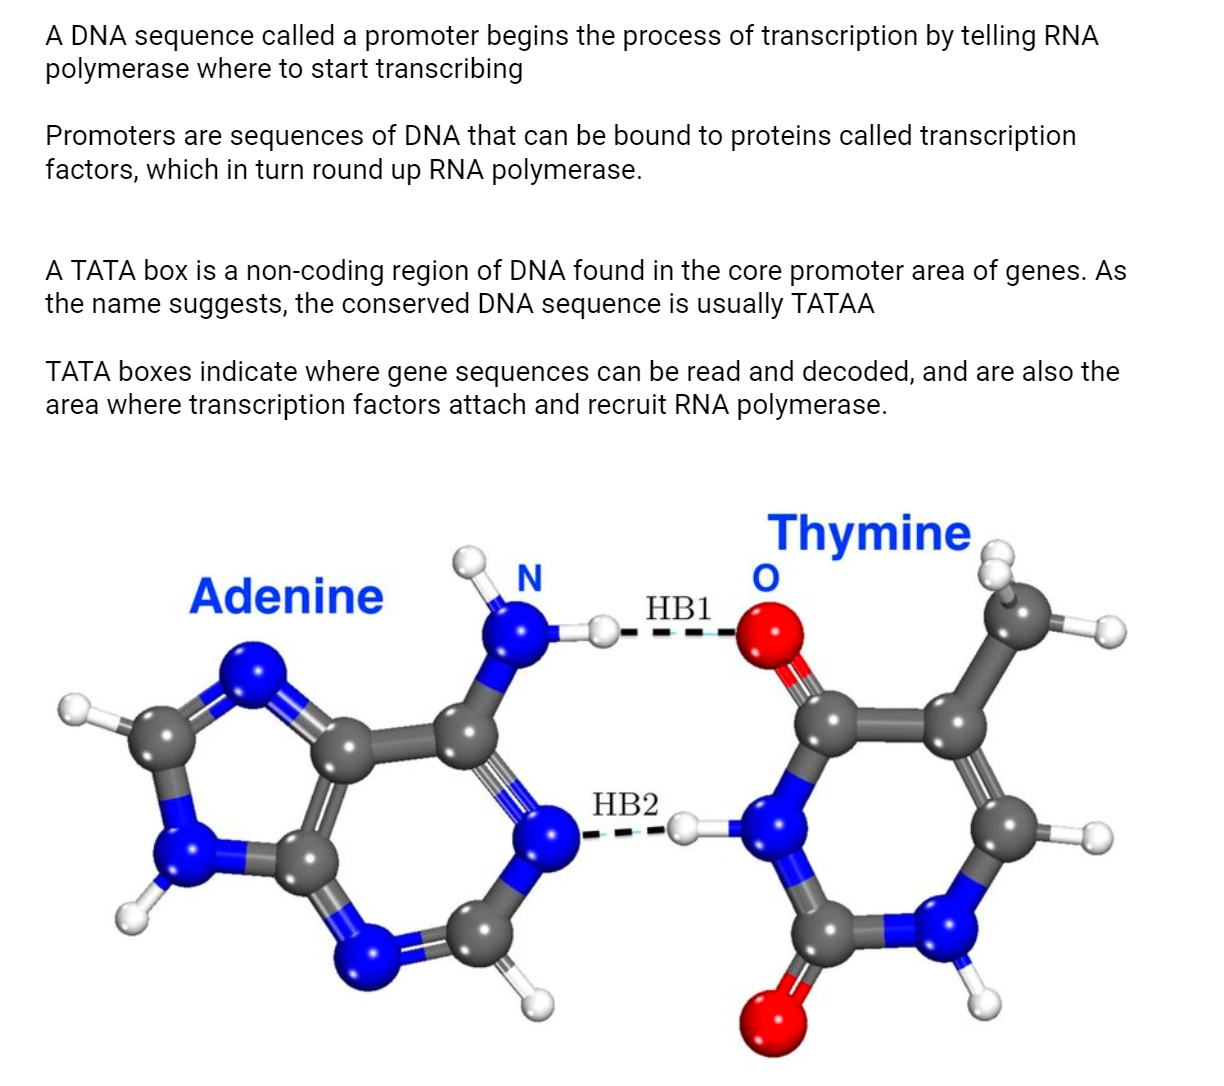 A DNA sequence called a promoter begins the process of transcription by telling RNA
polymerase where to start transcribing
Promoters are sequences of DNA that can be bound to proteins called transcription
factors, which in turn round up RNA polymerase.
A TATA box is a non-coding region of DNA found in the core promoter area of genes. As
the name suggests, the conserved DNA sequence is usually TATAA
TATA boxes indicate where gene sequences can be read and decoded, and are also the
area where transcription factors attach and recruit RNA polymerase.
Thymine
Adenine
N
O
HB1
HB2